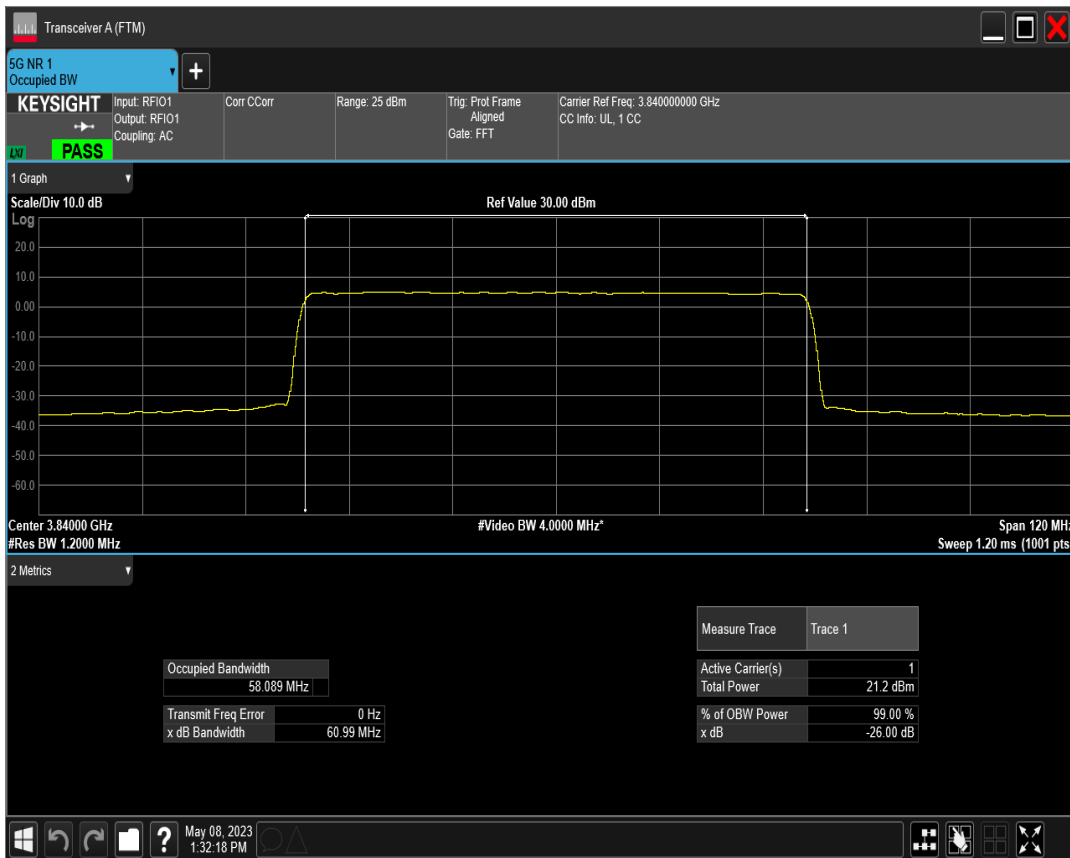 Transceiver A (FTM)
5G NR 1
Occupied BW
+
KEYSIGHT
LXI
PASS
Input: RFIO1
Output: RFIO1
Coupling: AC
Corr CCorr
Range: 25 dBm
Trig: Prot Frame
Aligned
Gate: FFT
Carrier Ref Freq: 3.840000000 GHz
CC Info: UL, 1 CC
1 Graph
Scale/Div 10.0 dB
Ref Value 30.00 dBm
Log
20.0
10.0
0.00
-10.0
-20.0
-30.0
-40.0
-50.0
-60.0
Center 3.84000 GHz
#Video BW 4.0000 MHz*
Span 120 MHz
#Res BW 1.2000 MHz
Sweep 1.20 ms (1001 pts
2 Metrics
Measure Trace Trace 1
Occupied Bandwidth
58.089 MHz
Active Carrier(s) 1
Total Power 21.2 dBm
Transmit Freq Error 0 Hz
x dB Bandwidth 60.99 MHz
% of OBW Power 99.00 %
x dB -26.00 dB
?
May 08, 2023
1:32:18 PM